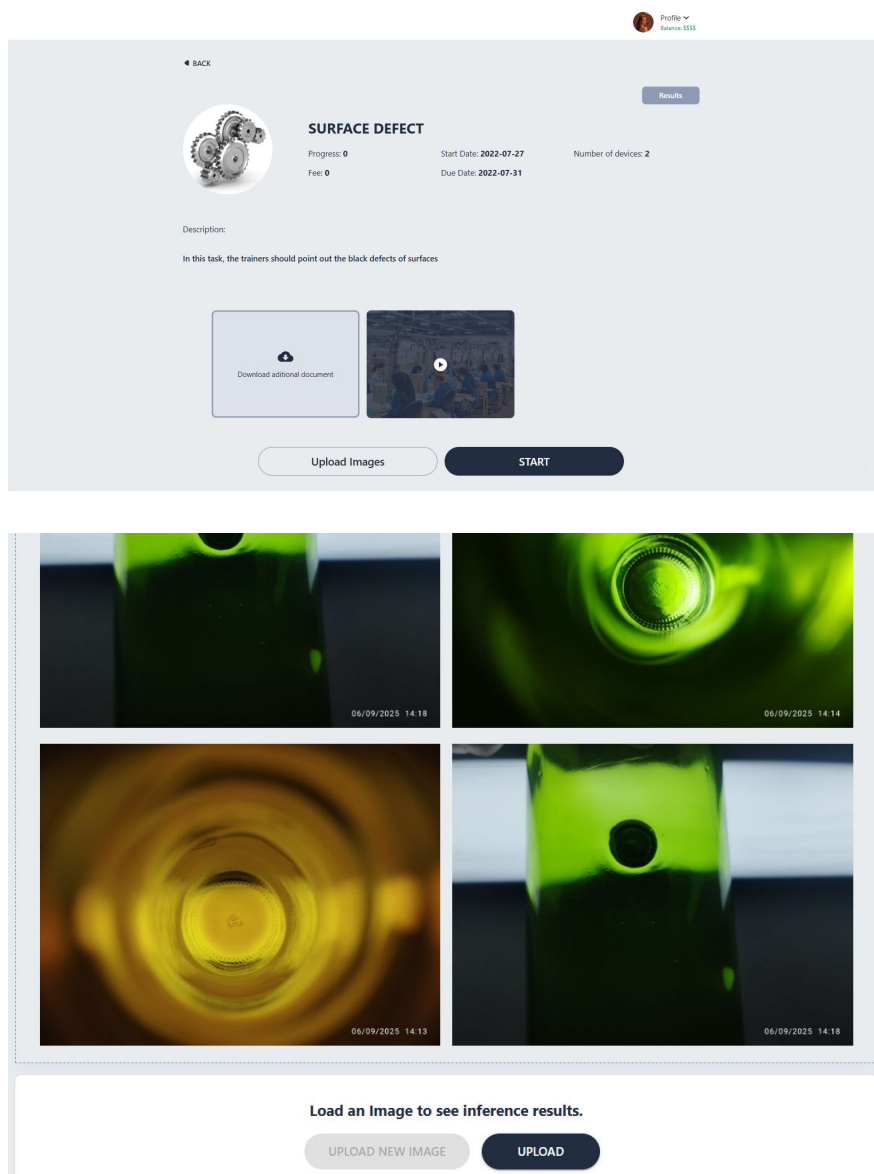 Profile
Balance: $$$$
BACK
Results
SURFACE DEFECT
Progress: 0
Start Date: 2022-07-27
Number of devices: 2
Fee: 0
Due Date: 2022-07-31
Description:
In this task, the trainers should point out the black defects of surfaces
Download aditional document
Upload Images
START
06/09/2025 14:18
06/09/2025 14:14
06/09/2025 14:13
06/09/2025 14:18
Load an Image to see inference results.
UPLOAD NEW IMAGE
UPLOAD